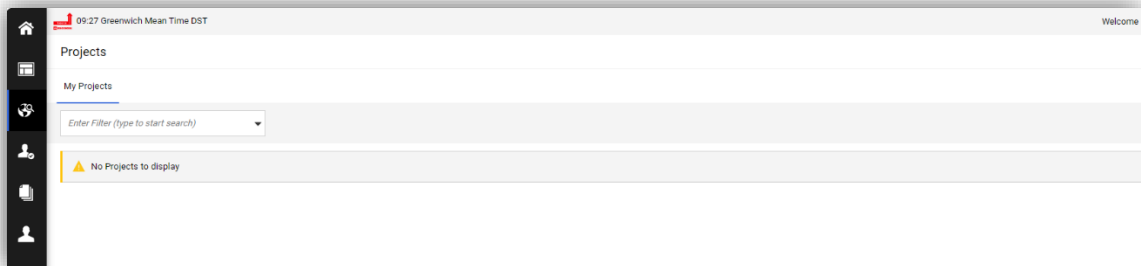 09:27 Greenwich Mean Time DST
Welcome
Projects
My Projects
Enter Filter (type to start search)
No Projects to display